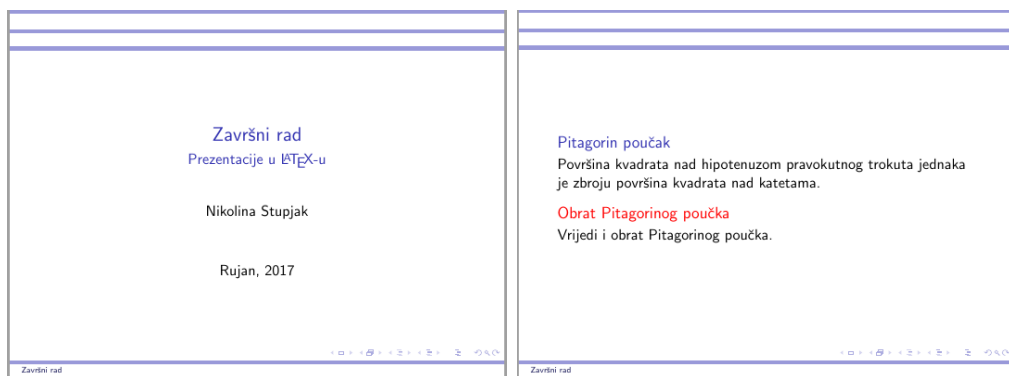 Završni rad
Prezentacije u LATEX-u
Nikolina Stupjak
Rujan, 2017
Završni rad
Pitagorin poučak
Površina kvadrata nad hipotenuzom pravokutnog trokuta jednaka
je zbroju površina kvadrata nad katetama.
Obrat Pitagorinog poučka
Vrijedi i obrat Pitagorinog poučka.
Završni rad